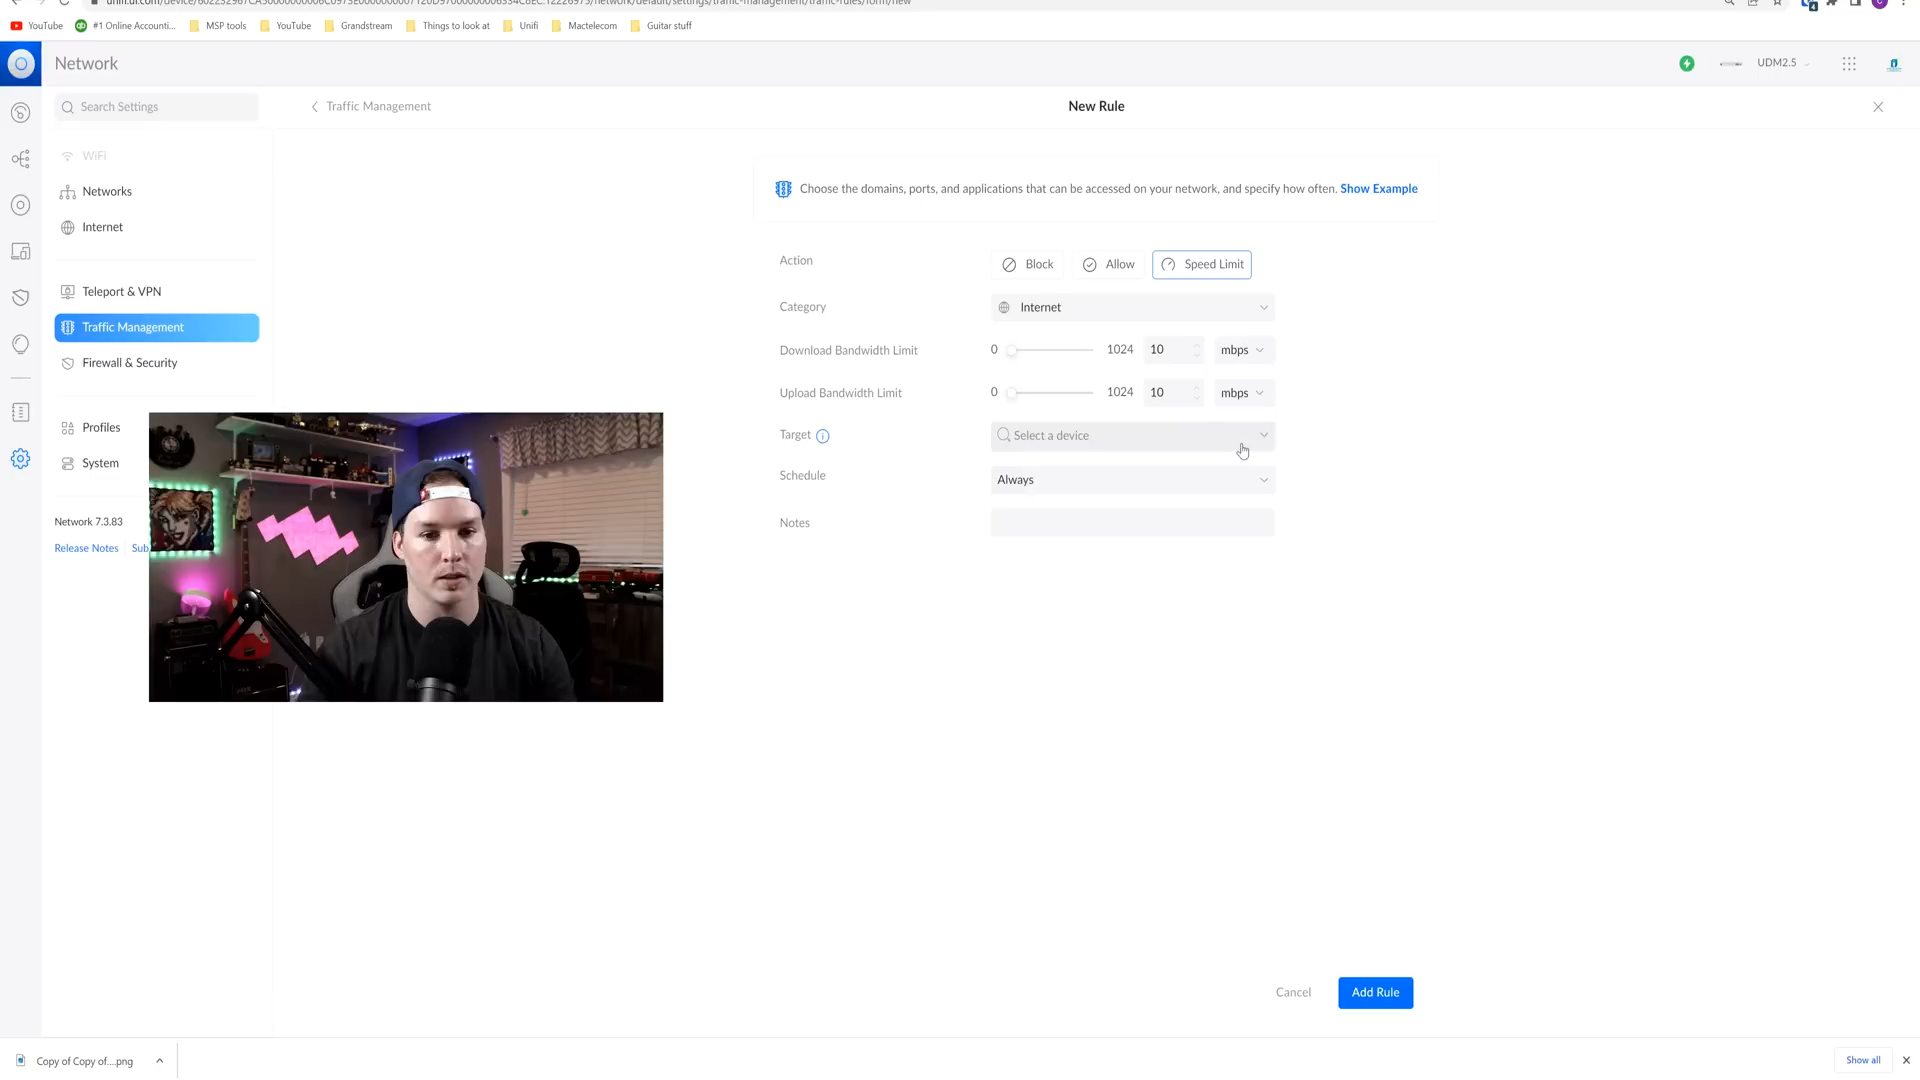 YouTube
#1 Online Accounti...
MSP tools
YouTube
Grandstream
Things to look at
Unifi
Mactelecom
Guitar stuff
Network
UDM2.5
Search Settings
Traffic Management
New Rule
WiFi
Networks
Internet
Teleport & VPN
Traffic Management
Firewall & Security
Profiles
System
Network 7.3.83
Release Notes
Sub
Choose the domains, ports, and applications that can be accessed on your network, and specify how often. Show Example
Action
Block
Allow
Speed Limit
Category
Internet
Download Bandwidth Limit
0
1024
10
mbps
Upload Bandwidth Limit
0
1024
10
mbps
Target
Select a device
Schedule
Always
Notes
Cancel
Add Rule
Copy of Copy of....png
Show all